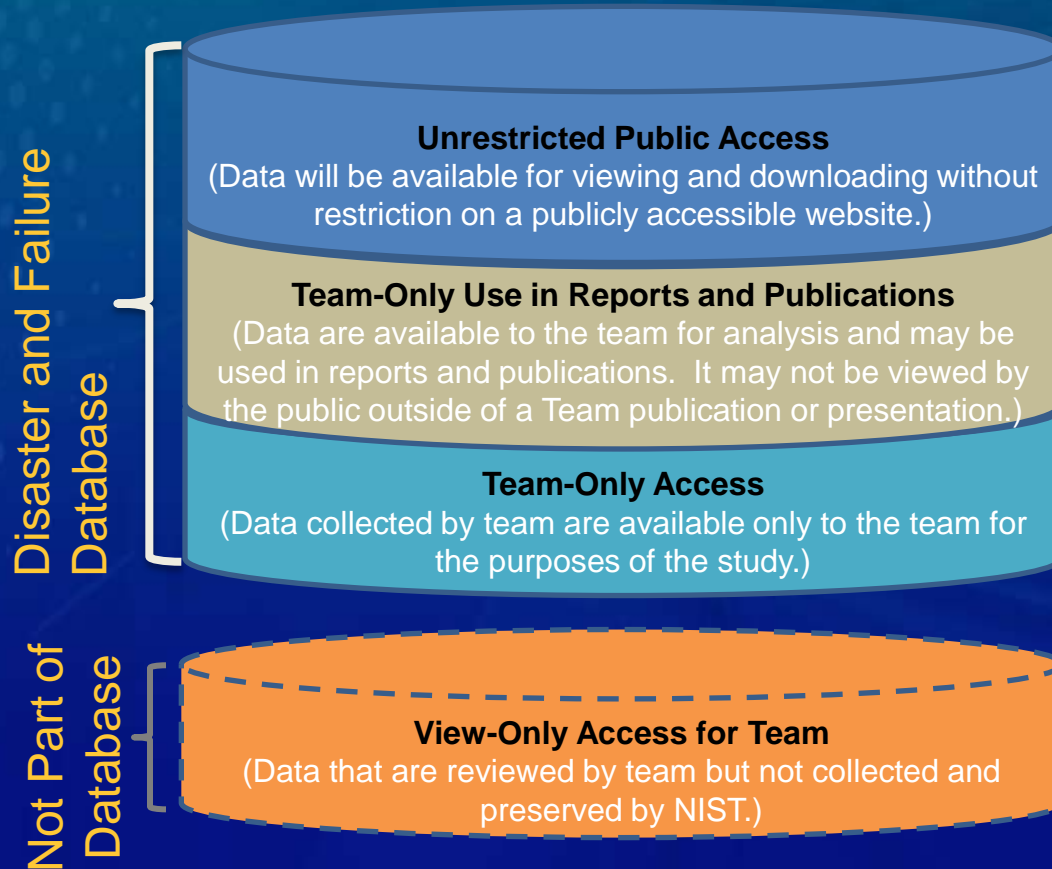 Disaster and Failure
Database
Unrestricted Public Access
(Data will be available for viewing and downloading without
restriction on a publicly accessible website.)
Team-Only Use in Reports and Publications
(Data are available to the team for analysis and may be
used in reports and publications.  It may not be viewed by
the public outside of a Team publication or presentation.)
Team-Only Access
(Data collected by team are available only to the team for
the purposes of the study.)
Not Part of
Database
View-Only Access for Team
(Data that are reviewed by team but not collected and
preserved by NIST.)